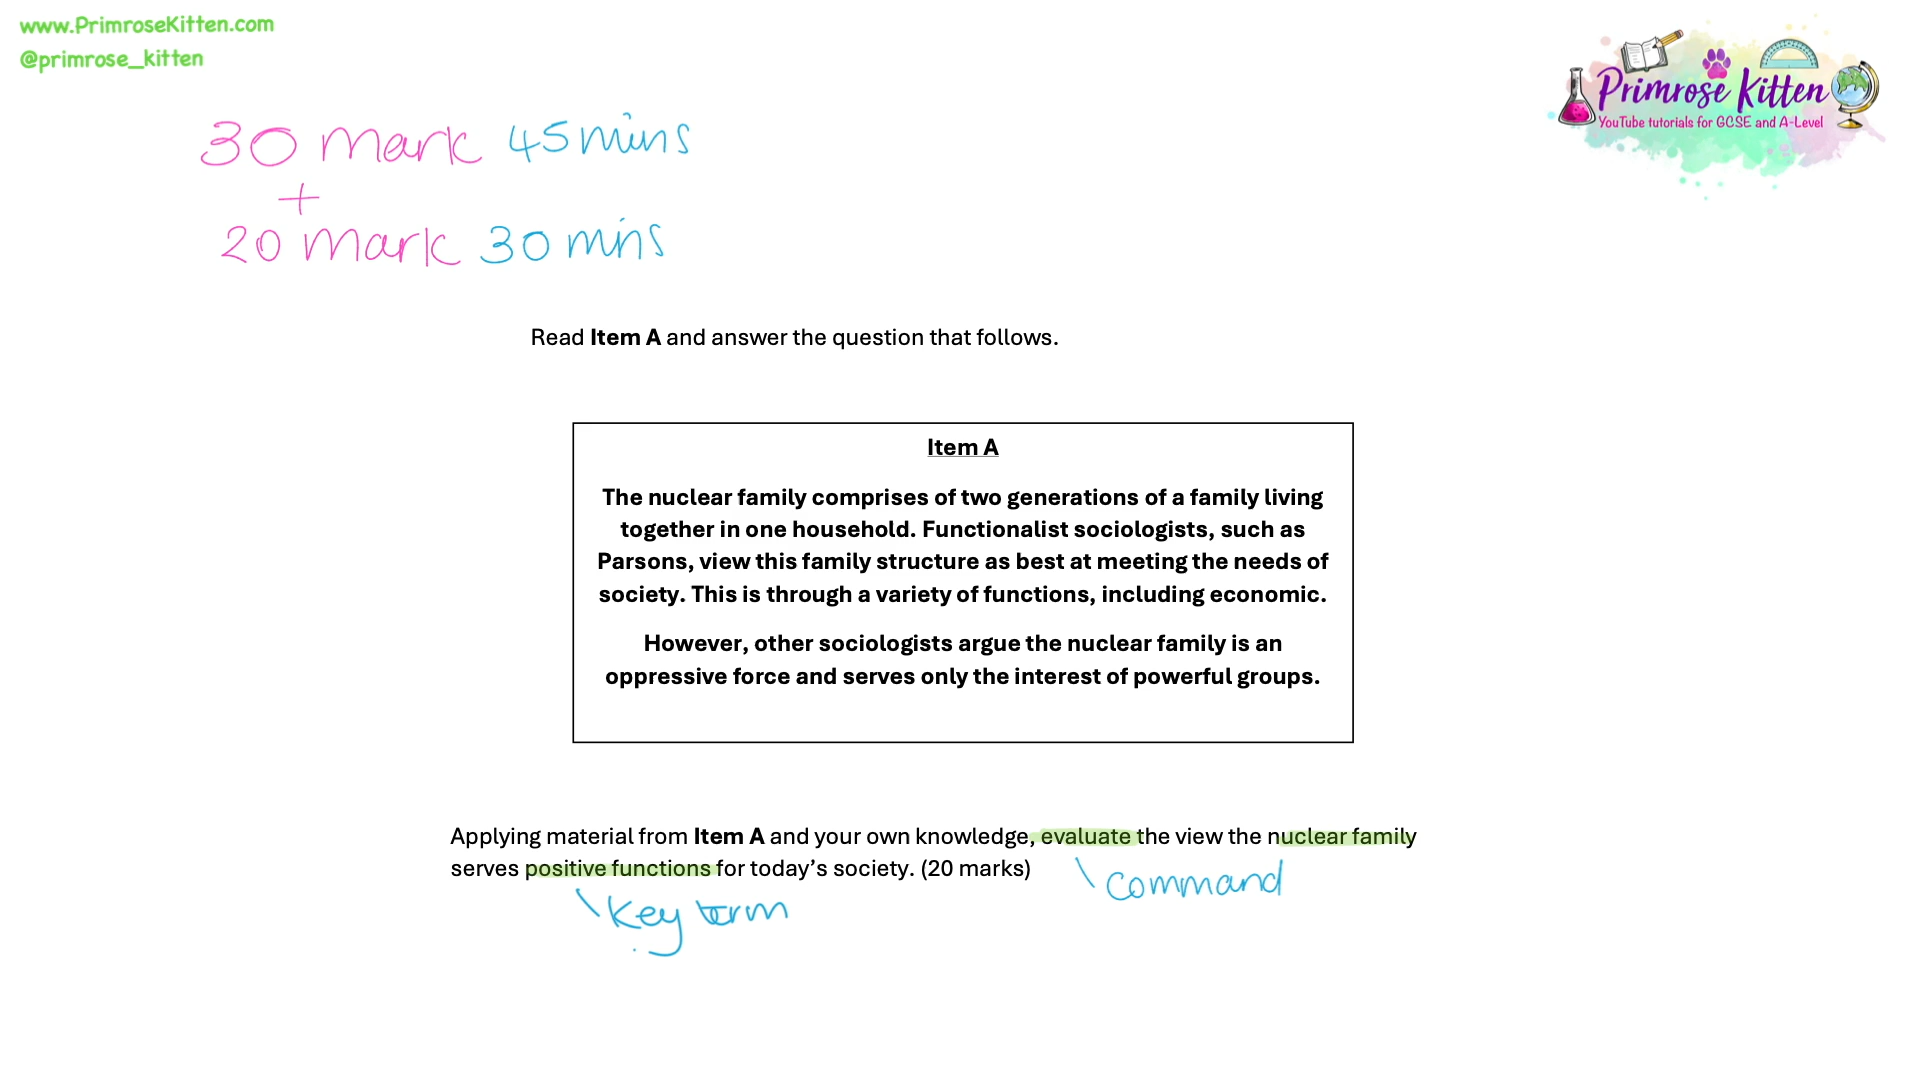 www.PrimroseKitten.com
@primrose_kitten
Primrose Kitten
YouTube tutorials for GCSE and A-Level
30 mark 45 mins
+
20 mark 30 mins
Read Item A and answer the question that follows.
Item A
The nuclear family comprises of two generations of a family living
together in one household. Functionalist sociologists, such as
Parsons, view this family structure as best at meeting the needs of
society. This is through a variety of functions, including economic.
However, other sociologists argue the nuclear family is an
oppressive force and serves only the interest of powerful groups.
Applying material from Item A and your own knowledge, evaluate the view the nuclear family
serves positive functions for today’s society. (20 marks)
command
key term